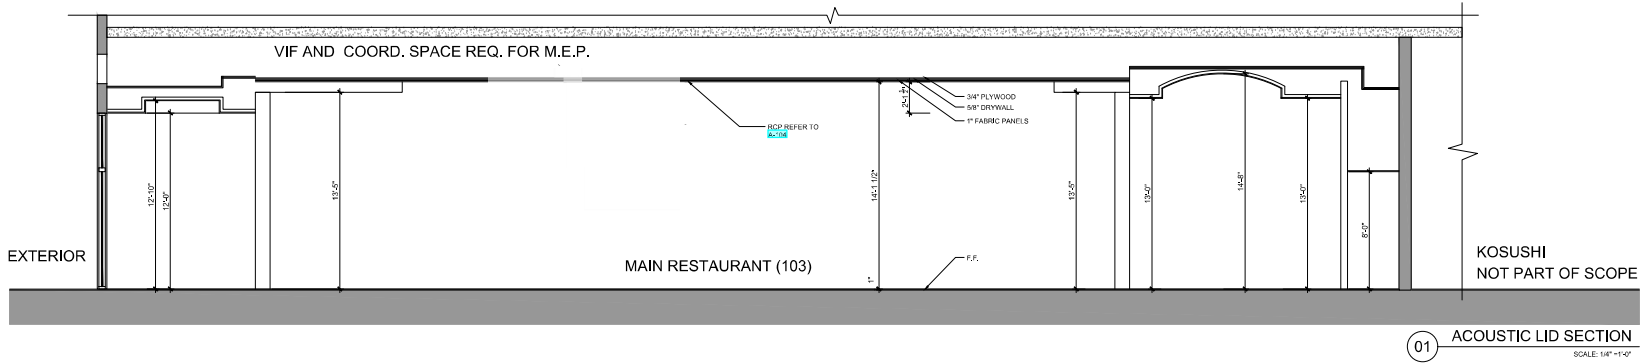 VIF AND COORD. SPACE REQ. FOR M.E.P.
3/4" PLYWOOD
5/8" DRYWALL
1" FABRIC PANELS
RCP REFER TO
A-104
12'-10"
12'-0"
13'-5"
14'-1 1/2"
1"
13'-5"
13'-0"
14'-8"
13'-0"
8'-0"
EXTERIOR
MAIN RESTAURANT (103)
F.F.
KOSUSHI
NOT PART OF SCOPE
01
ACOUSTIC LID SECTION
SCALE: 1/4" =1'-0"